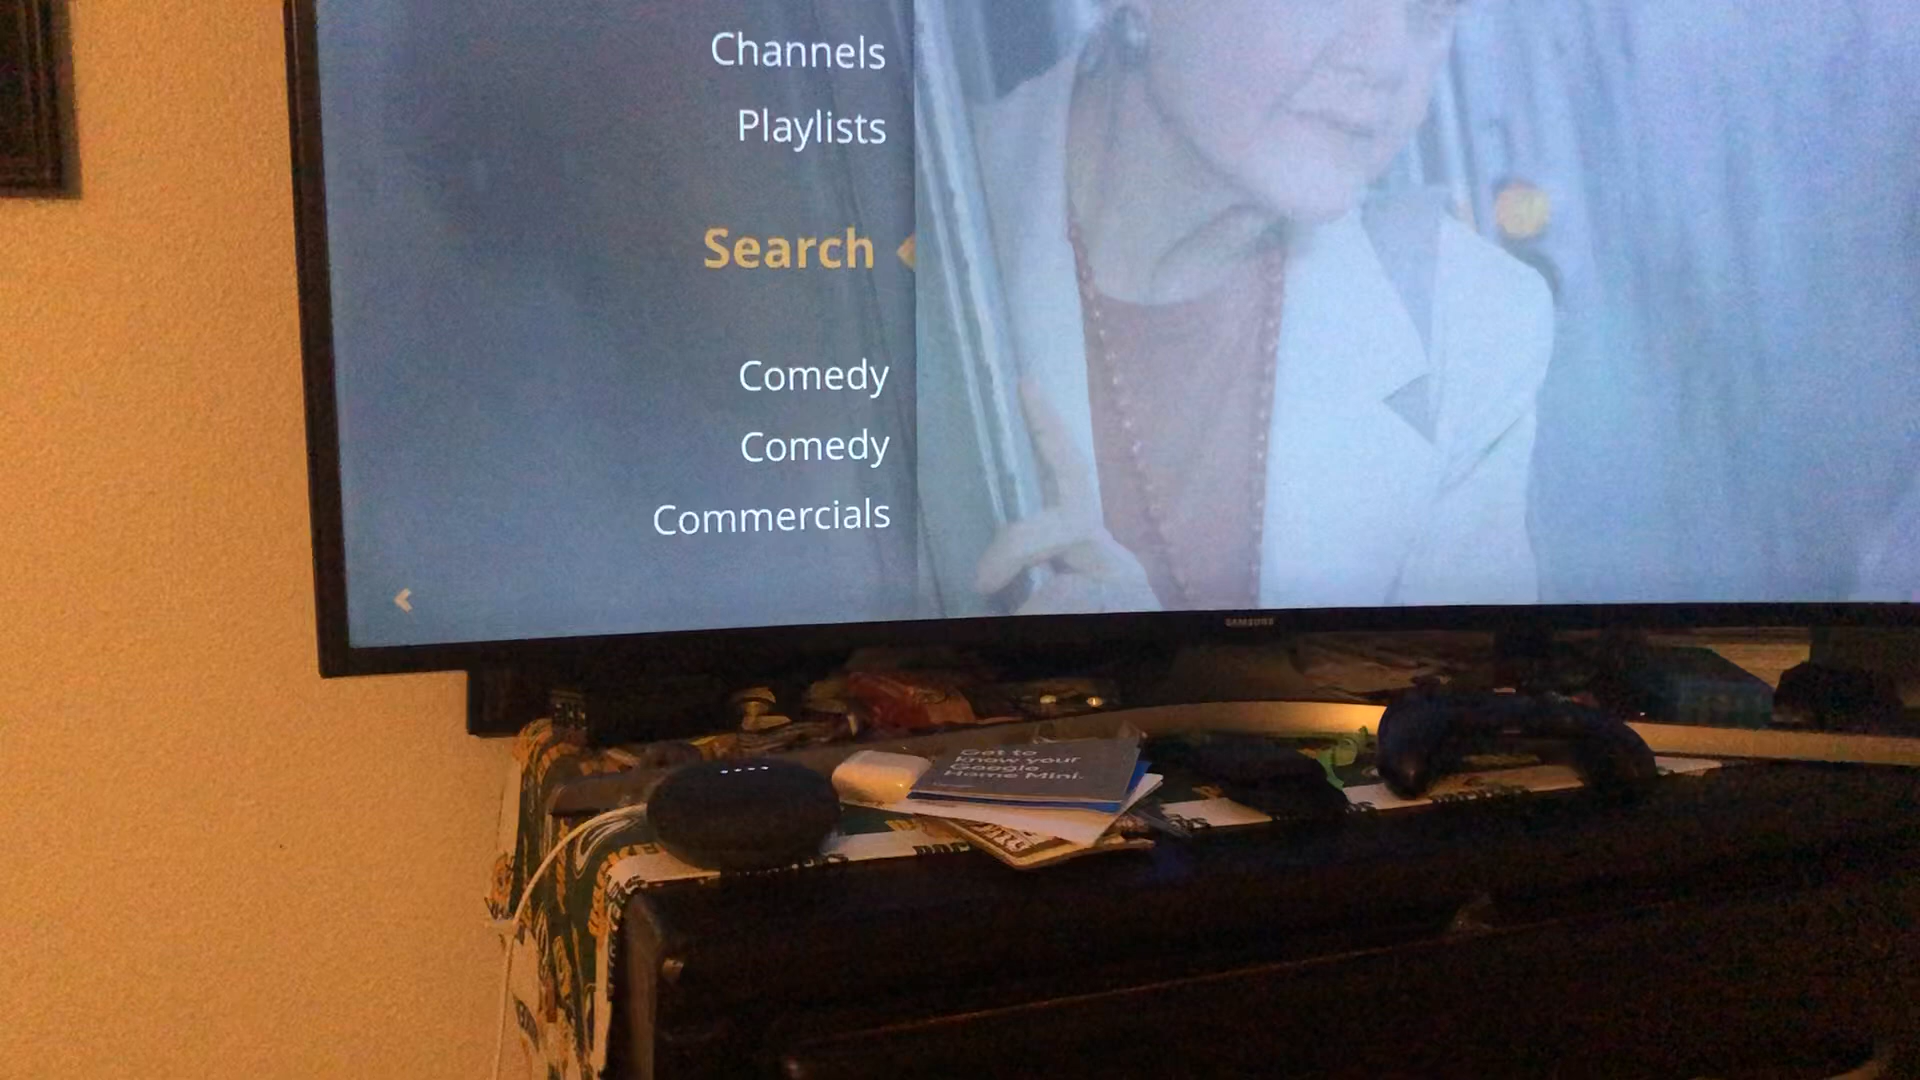 Channels
Playlists
Search
Comedy
Comedy
Commercials
SAMSUNG
Get to
know your
Google
Home Mini.